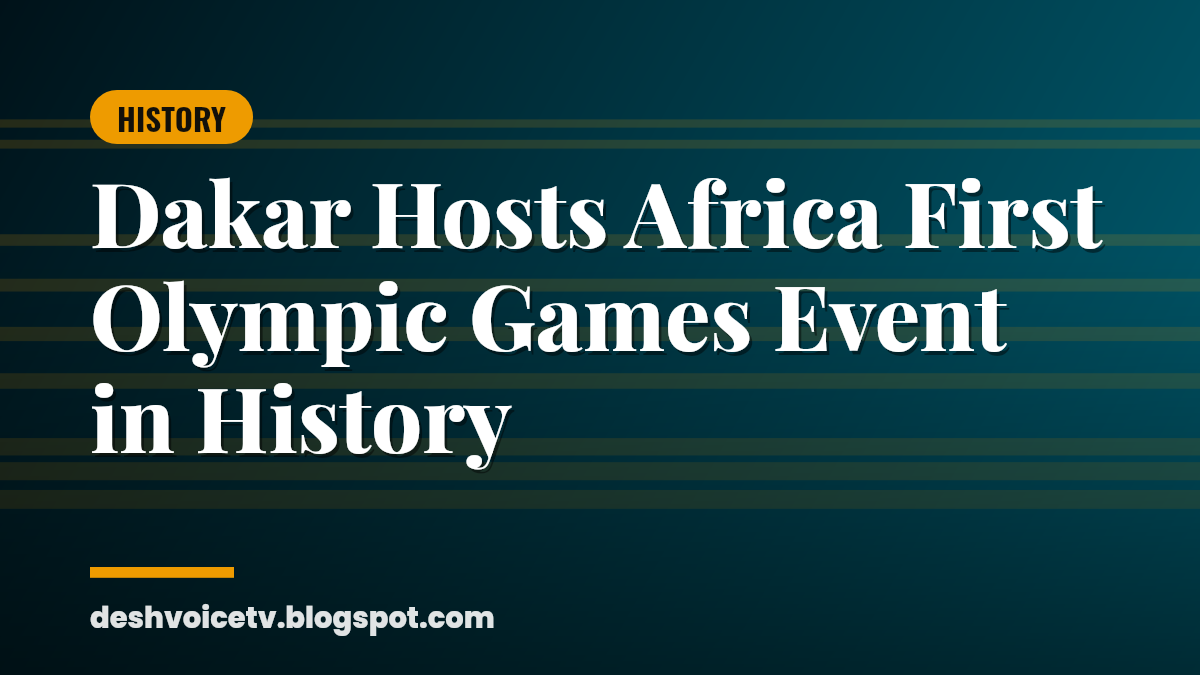 HISTORY
Dakar Hosts Africa First
Olympic Games Event
in History
deshvoicetv.blogspot.com